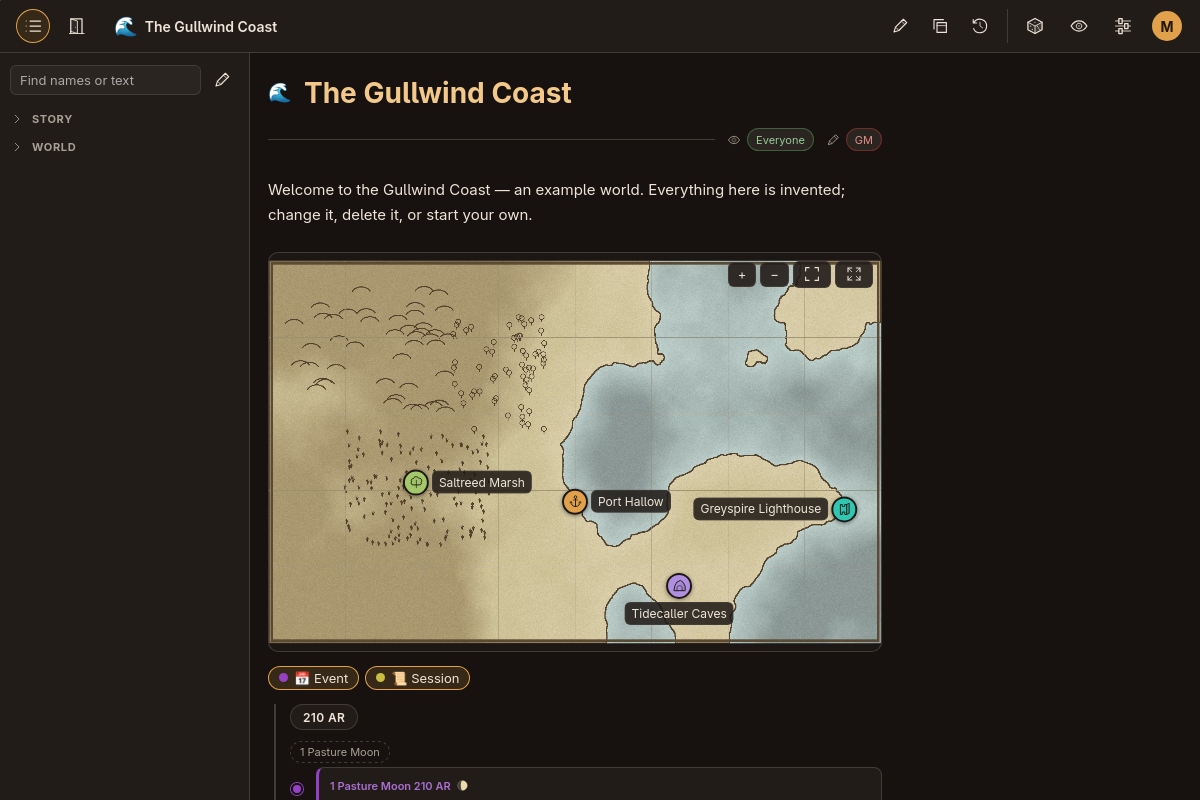 The Gullwind Coast
M
Find names or text
STORY
WORLD
The Gullwind Coast
Everyone
GM
Welcome to the Gullwind Coast — an example world. Everything here is invented;
change it, delete it, or start your own.
+
−
Saltreed Marsh
Port Hallow
Greyspire Lighthouse
Tidecaller Caves
Event
Session
210 AR
1 Pasture Moon
1 Pasture Moon 210 AR